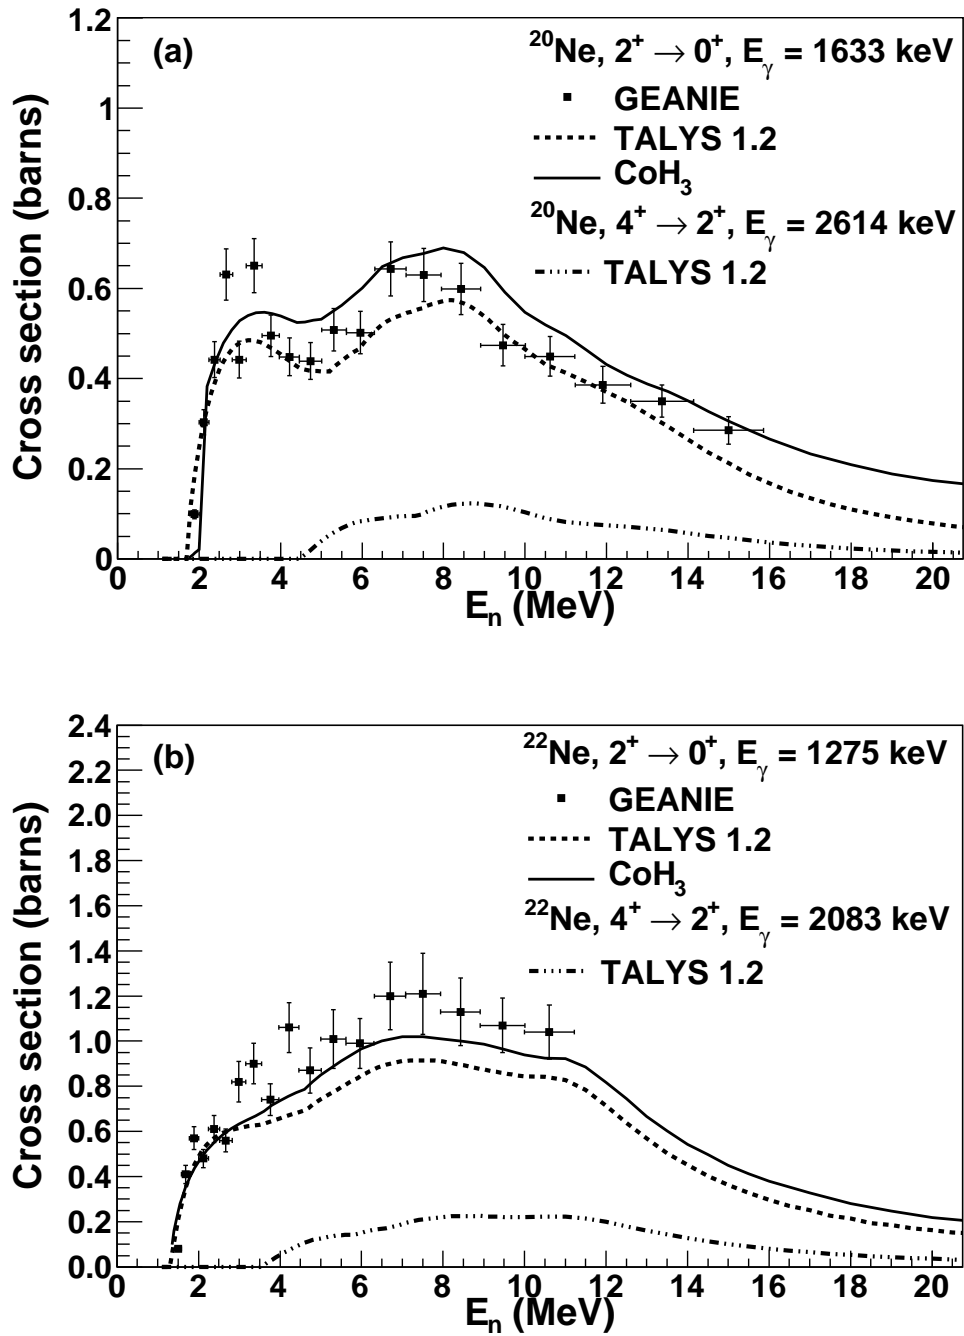 (a)
²⁰Ne, 2⁺ → 0⁺, E_γ = 1633 keV
GEANIE
TALYS 1.2
CoH₃
²⁰Ne, 4⁺ → 2⁺, E_γ = 2614 keV
TALYS 1.2
Cross section (barns)
1.2
1
0.8
0.6
0.4
0.2
0
0 2 4 6 8 10 12 14 16 18 20
Eₙ (MeV)
(b)
²²Ne, 2⁺ → 0⁺, E_γ = 1275 keV
GEANIE
TALYS 1.2
CoH₃
²²Ne, 4⁺ → 2⁺, E_γ = 2083 keV
TALYS 1.2
Cross section (barns)
2.4
2.2
2.0
1.8
1.6
1.4
1.2
1.0
0.8
0.6
0.4
0.2
0.0
0 2 4 6 8 10 12 14 16 18 20
Eₙ (MeV)